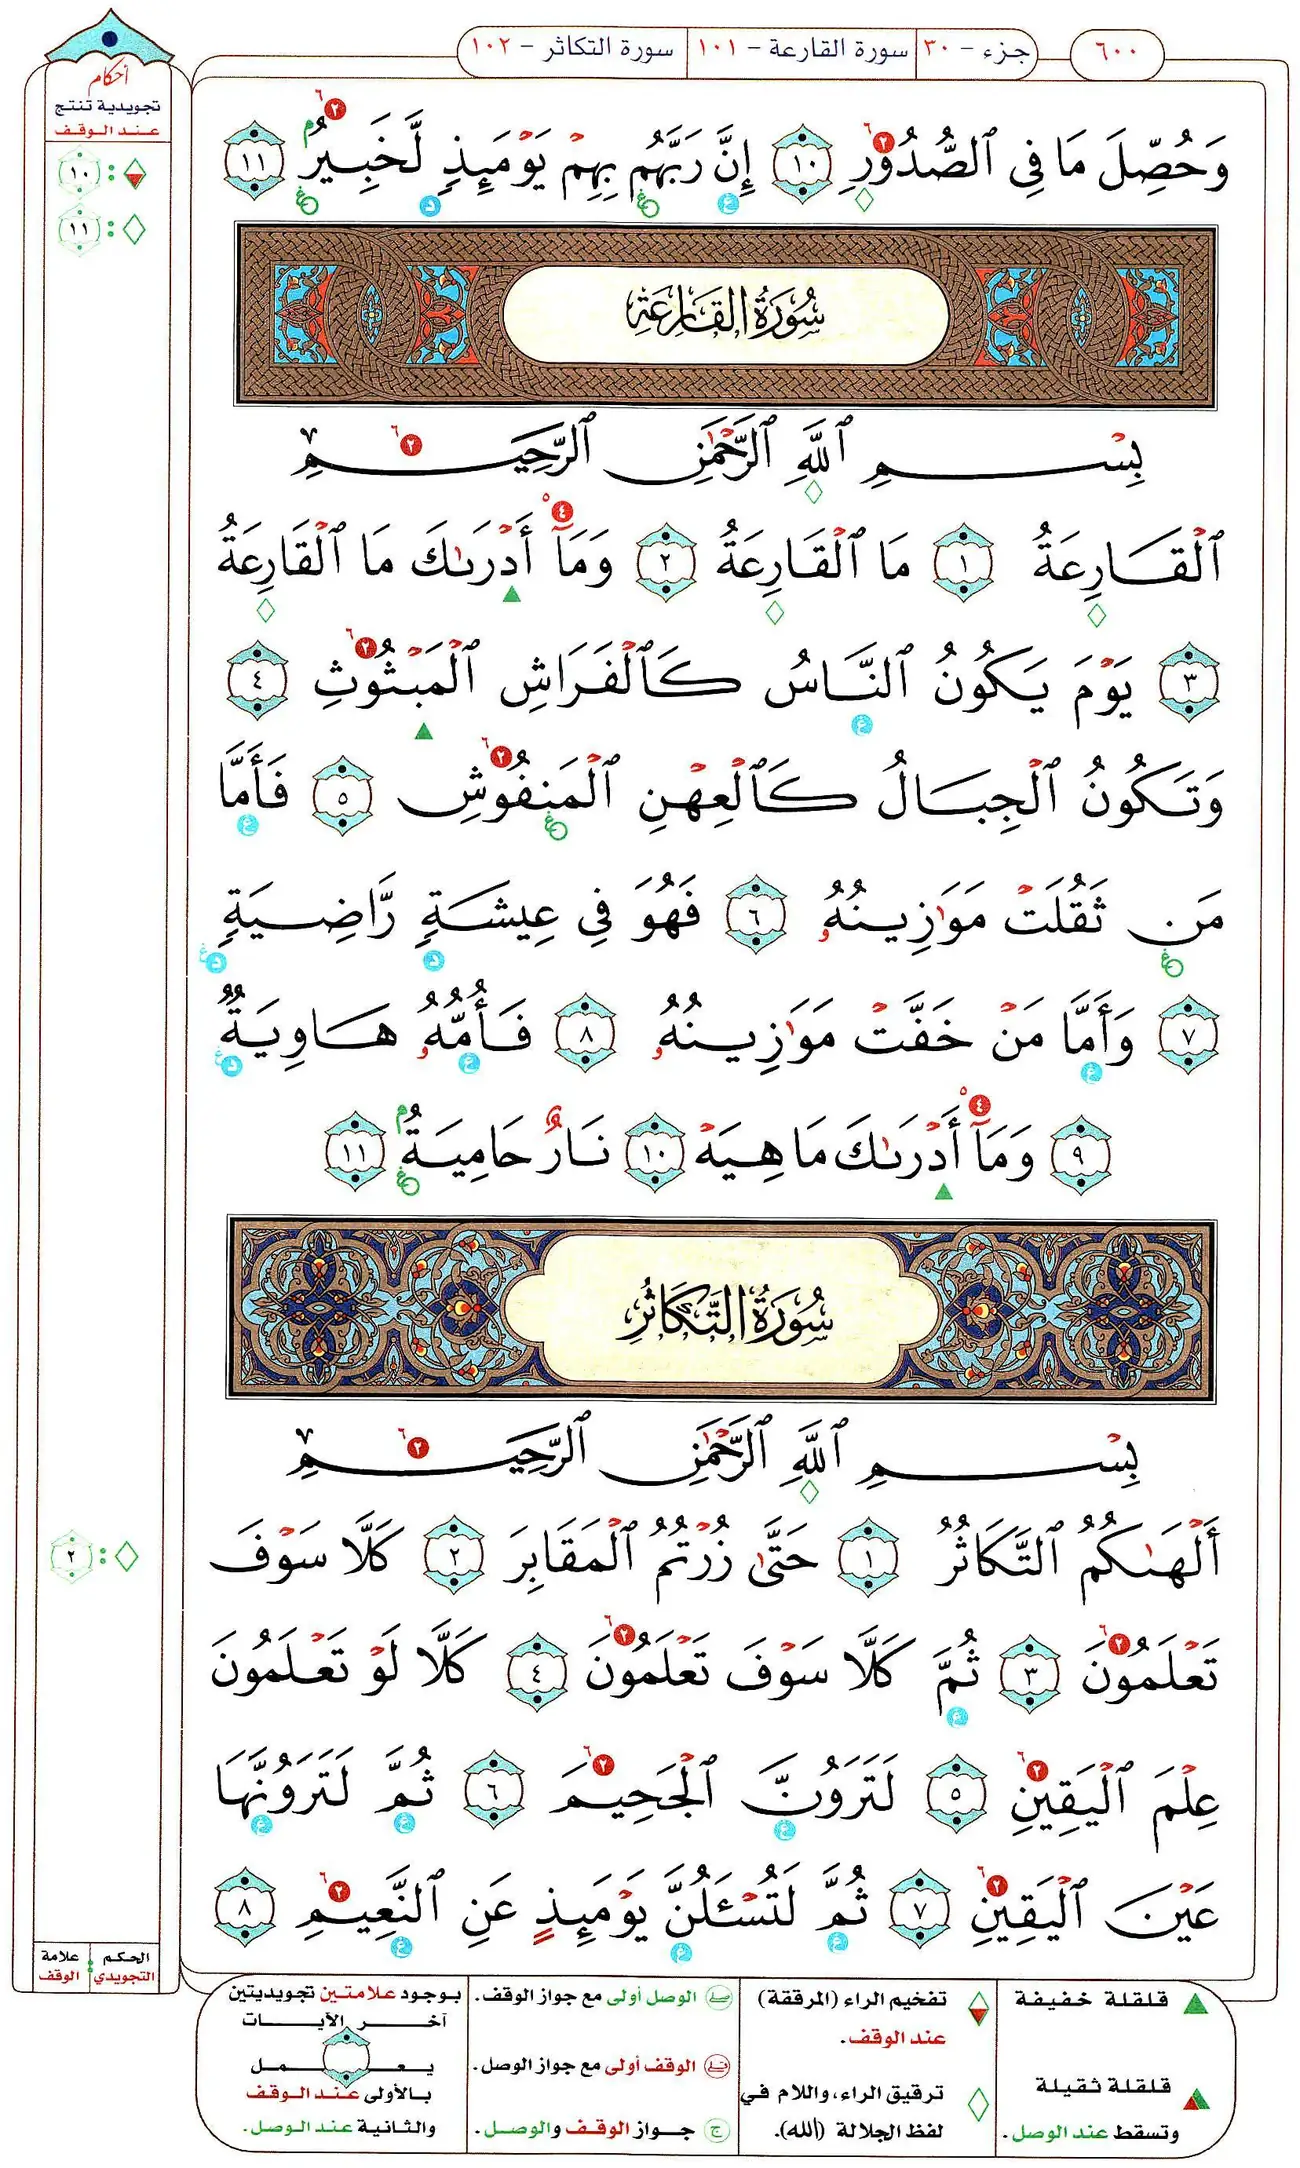 ٦٠٠
جزء - ٣٠ سورة القارعة - ١٠١ سورة التكاثر - ١٠٢
أحكام
تجويدية تنتج
عند الوقف
١٠ :
١١ :
وَحُصِّلَ مَا فِى ٱلصُّدُورِ ١٠ إِنَّ رَبَّهُم بِهِمْ يَوْمَئِذٍ لَّخَبِيرٌۢ ١١
سُورَةُ القَارِعَةِ
بِسْمِ ٱللَّهِ ٱلرَّحْمَٰنِ ٱلرَّحِيمِ
ٱلْقَارِعَةُ ١ مَا ٱلْقَارِعَةُ ٢ وَمَآ أَدْرَىٰكَ مَا ٱلْقَارِعَةُ
٣ يَوْمَ يَكُونُ ٱلنَّاسُ كَٱلْفَرَاشِ ٱلْمَبْثُوثِ ٤
وَتَكُونُ ٱلْجِبَالُ كَٱلْعِهْنِ ٱلْمَنفُوشِ ٥ فَأَمَّا
مَن ثَقُلَتْ مَوَٰزِينُهُۥ ٦ فَهُوَ فِى عِيشَةٍ رَّاضِيَةٍ
٧ وَأَمَّا مَنْ خَفَّتْ مَوَٰزِينُهُۥ ٨ فَأُمُّهُۥ هَاوِيَةٌ
٩ وَمَآ أَدْرَىٰكَ مَا هِيَهْ ١٠ نَارٌ حَامِيَةٌۢ ١١
سُورَةُ التَّكَاثُرِ
بِسْمِ ٱللَّهِ ٱلرَّحْمَٰنِ ٱلرَّحِيمِ
أَلْهَىٰكُمُ ٱلتَّكَاثُرُ ١ حَتَّىٰ زُرْتُمُ ٱلْمَقَابِرَ ٢ كَلَّا سَوْفَ
٢ :
تَعْلَمُونَ ٣ ثُمَّ كَلَّا سَوْفَ تَعْلَمُونَ ٤ كَلَّا لَوْ تَعْلَمُونَ
عِلْمَ ٱلْيَقِينِ ٥ لَتَرَوُنَّ ٱلْجَحِيمَ ٦ ثُمَّ لَتَرَوُنَّهَا
عَيْنَ ٱلْيَقِينِ ٧ ثُمَّ لَتُسْـَٔلُنَّ يَوْمَئِذٍ عَنِ ٱلنَّعِيمِ ٨
الحكم التجويدي : علامة الوقف
قلقلة خفيفة
قلقلة ثقيلة
وتسقط عند الوصل.
تفخيم الراء (المرققة)
عند الوقف.
ترقيق الراء، واللام في
لفظ الجلالة (الله).
صلى الوصل أولى مع جواز الوقف.
قلى الوقف أولى مع جواز الوصل.
ج جواز الوقف والوصل.
بوجود علامتين تجويديتين
آخر الآيات
يعمل
بالأولى عند الوقف
والثانية عند الوصل.